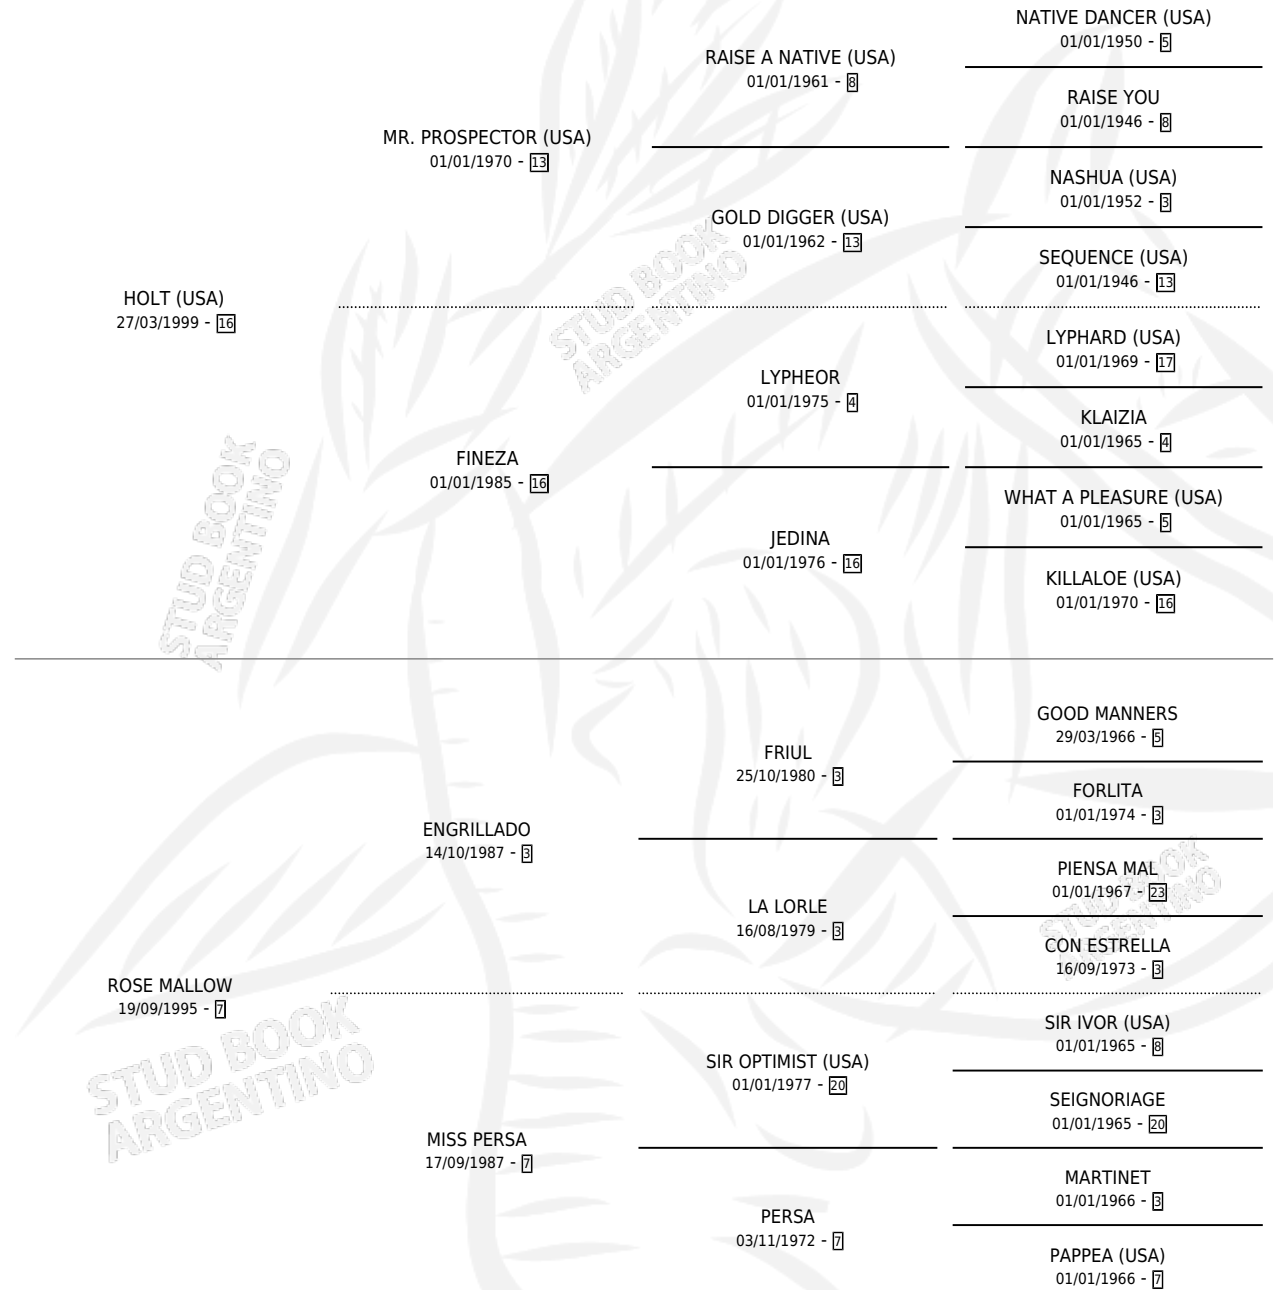 NATIVE DANCER (USA)
01/01/1950 - 5
RAISE A NATIVE (USA)
01/01/1961 - 8
RAISE YOU
01/01/1946 - 8
MR. PROSPECTOR (USA)
01/01/1970 - 13
NASHUA (USA)
01/01/1952 - 3
GOLD DIGGER (USA)
01/01/1962 - 13
SEQUENCE (USA)
01/01/1946 - 13
HOLT (USA)
27/03/1999 - 16
STUD BOOK
ARGENTINO
LYPHARD (USA)
01/01/1969 - 17
LYPHEOR
01/01/1975 - 4
KLAIZIA
01/01/1965 - 4
FINEZA
01/01/1985 - 16
STUD BOOK
ARGENTINO
WHAT A PLEASURE (USA)
01/01/1965 - 5
JEDINA
01/01/1976 - 16
KILLALOE (USA)
01/01/1970 - 16
GOOD MANNERS
29/03/1966 - 5
FRIUL
25/10/1980 - 3
FORLITA
01/01/1974 - 3
ENGRILLADO
14/10/1987 - 3
PIENSA MAL
01/01/1967 - 23
STUD BOOK
ARGENTINO
LA LORLE
16/08/1979 - 3
CON ESTRELLA
16/09/1973 - 3
ROSE MALLOW
19/09/1995 - 7
STUD BOOK
ARGENTINO
SIR IVOR (USA)
01/01/1965 - 8
SIR OPTIMIST (USA)
01/01/1977 - 20
SEIGNORIAGE
01/01/1965 - 20
MISS PERSA
17/09/1987 - 7
MARTINET
01/01/1966 - 3
PERSA
03/11/1972 - 7
PAPPEA (USA)
01/01/1966 - 7